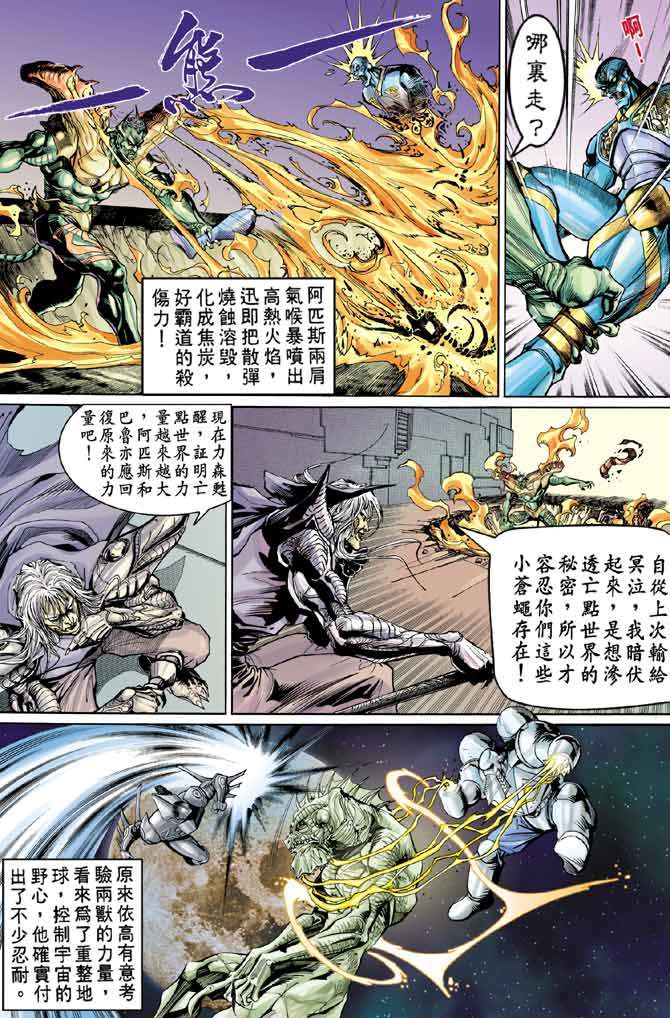 啊！
哪裏走？
熊
阿匹斯兩肩
氣喉暴噴出
高熱火焰，
迅即把散彈
燒蝕溶毀，
化成焦炭，
好霸道的殺
傷力！
自從上次輸給
冥泣，我暗伏
起來，是想滲
透亡點世界的
秘密，所以才
容忍你們這些
小蒼蠅存在！
現在力森甦
醒，証明亡
點世界的力
量越來越大
，阿匹斯和
巴魯亦應回
復原來的力
量吧！
原來依高有意考
驗兩獸的力量，
看來爲了重整地
球，控制宇宙的
野心，他確實付
出了不少忍耐。